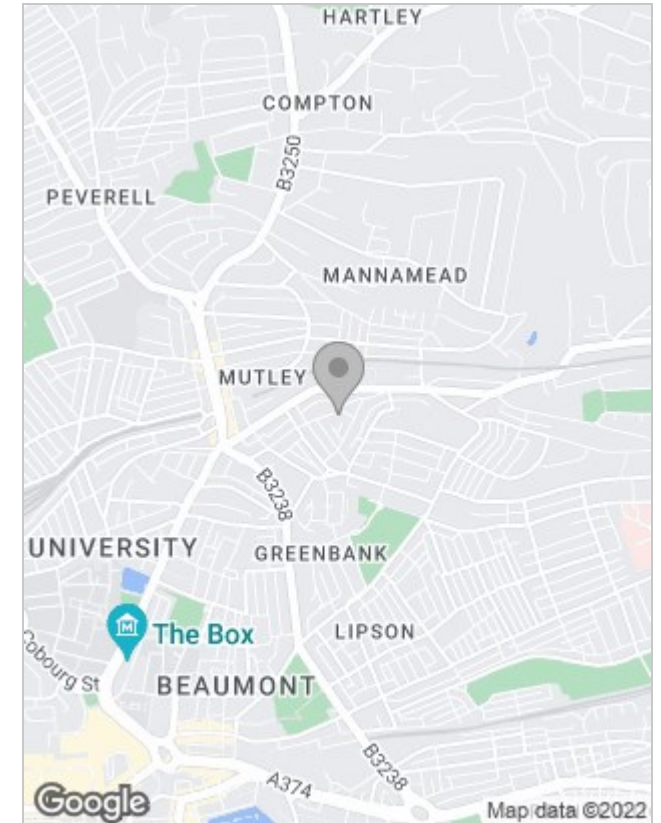 HARTLEY
COMPTON
B3250
PEVERELL
MANNAMEAD
MUTLEY
B3238
UNIVERSITY
GREENBANK
The Box
LIPSON
Cobourg St
BEAUMONT
B3238
A374
Google
Map data ©2022